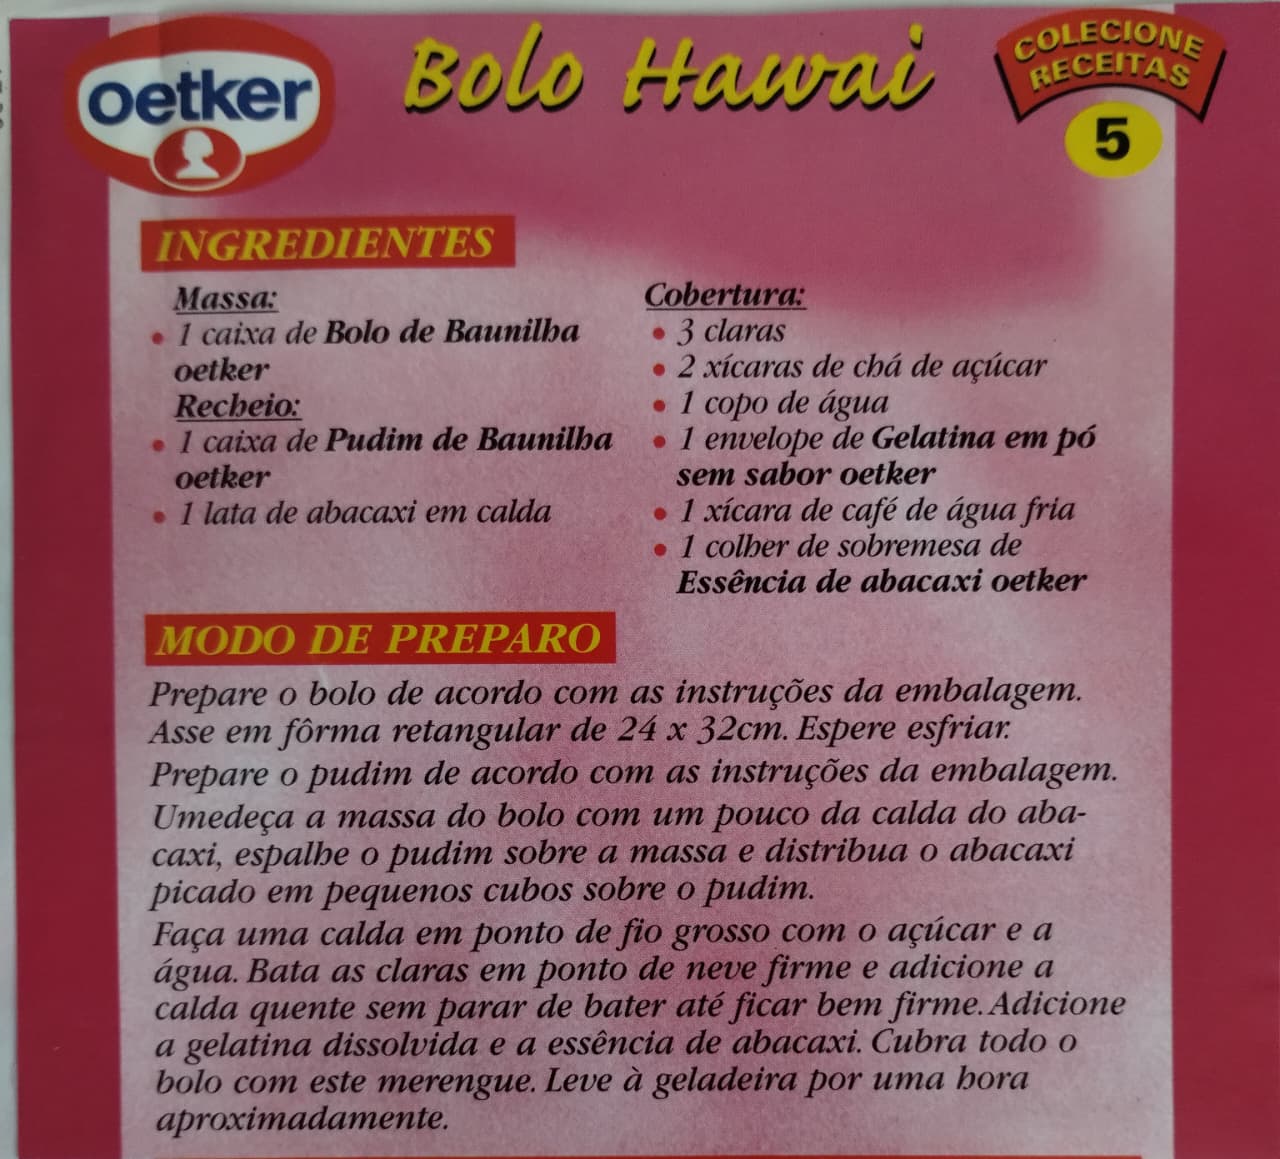 oetker
Bolo Hawai
COLECIONE
RECEITAS
5
INGREDIENTES
Massa:
• 1 caixa de Bolo de Baunilha
oetker
Recheio:
• 1 caixa de Pudim de Baunilha
oetker
• 1 lata de abacaxi em calda
Cobertura:
• 3 claras
• 2 xícaras de chá de açúcar
• 1 copo de água
• 1 envelope de Gelatina em pó
sem sabor oetker
• 1 xícara de café de água fria
• 1 colher de sobremesa de
Essência de abacaxi oetker
MODO DE PREPARO
Prepare o bolo de acordo com as instruções da embalagem.
Asse em fôrma retangular de 24 x 32cm. Espere esfriar.
Prepare o pudim de acordo com as instruções da embalagem.
Umedeça a massa do bolo com um pouco da calda do aba-
caxi, espalhe o pudim sobre a massa e distribua o abacaxi
picado em pequenos cubos sobre o pudim.
Faça uma calda em ponto de fio grosso com o açúcar e a
água. Bata as claras em ponto de neve firme e adicione a
calda quente sem parar de bater até ficar bem firme. Adicione
a gelatina dissolvida e a essência de abacaxi. Cubra todo o
bolo com este merengue. Leve à geladeira por uma hora
aproximadamente.